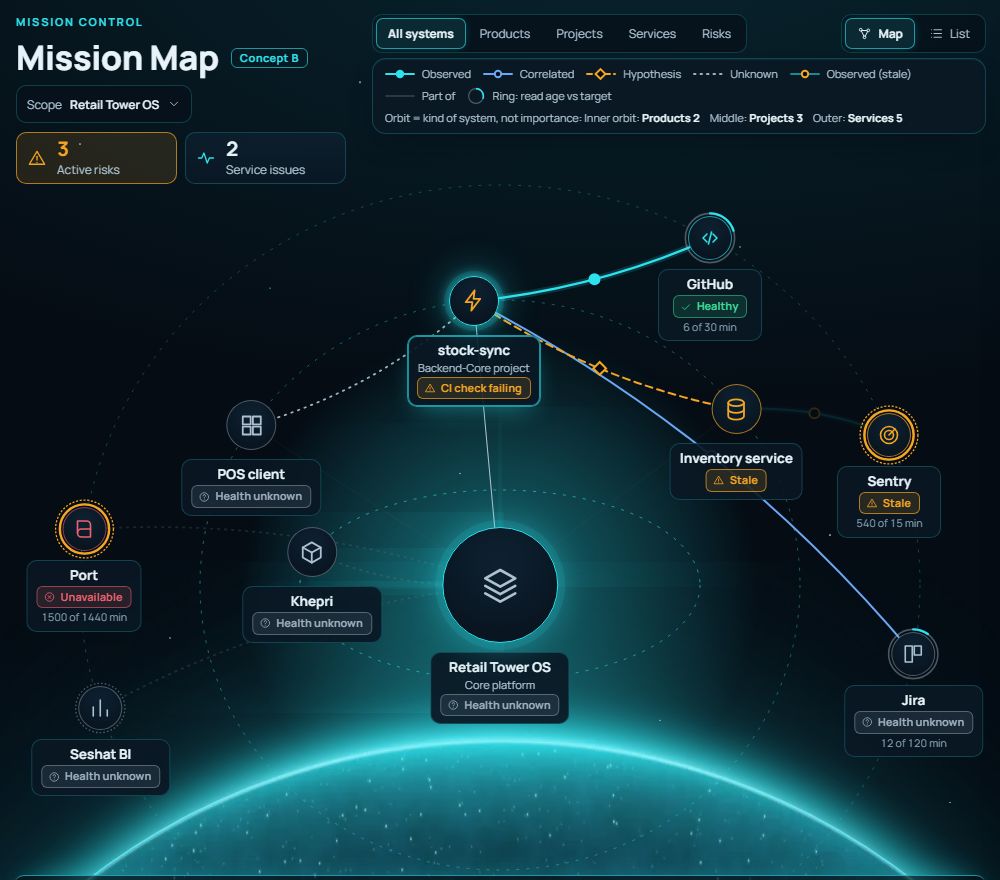 MISSION CONTROL
Mission Map
Concept B
Scope Retail Tower OS
3
Active risks
2
Service issues
All systems
Products
Projects
Services
Risks
Map
List
Observed
Correlated
Hypothesis
Unknown
Observed (stale)
Part of
Ring: read age vs target
Orbit = kind of system, not importance: Inner orbit: Products 2 Middle: Projects 3 Outer: Services 5
GitHub
Healthy
6 of 30 min
stock-sync
Backend-Core project
CI check failing
POS client
Health unknown
Inventory service
Stale
Sentry
Stale
540 of 15 min
Port
Unavailable
1500 of 1440 min
Khepri
Health unknown
Retail Tower OS
Core platform
Health unknown
Jira
Health unknown
12 of 120 min
Seshat BI
Health unknown